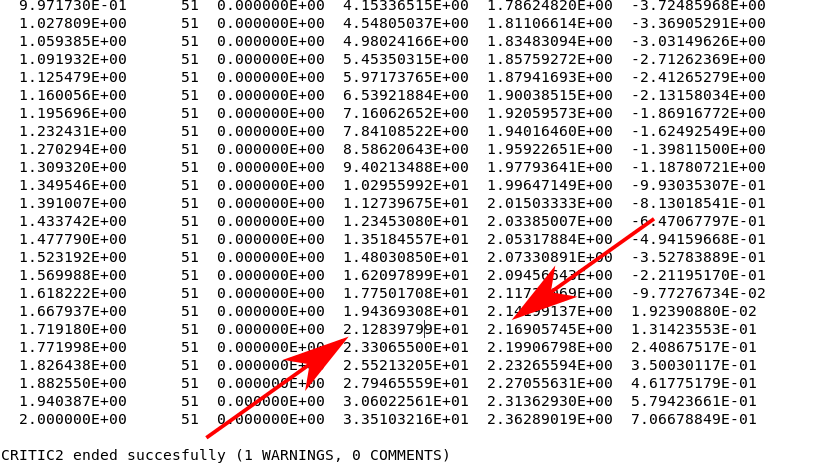 9.971730E-01 51 0.000000E+00 4.15336515E+00 1.78624820E+00 -3.72485968E+00
1.027809E+00 51 0.000000E+00 4.54805037E+00 1.81106614E+00 -3.36905291E+00
1.059385E+00 51 0.000000E+00 4.98024166E+00 1.83483094E+00 -3.03149626E+00
1.091932E+00 51 0.000000E+00 5.45350315E+00 1.85759272E+00 -2.71262369E+00
1.125479E+00 51 0.000000E+00 5.97173765E+00 1.87941693E+00 -2.41265279E+00
1.160056E+00 51 0.000000E+00 6.53921884E+00 1.90038515E+00 -2.13158034E+00
1.195696E+00 51 0.000000E+00 7.16062652E+00 1.92059573E+00 -1.86916772E+00
1.232431E+00 51 0.000000E+00 7.84108522E+00 1.94016460E+00 -1.62492549E+00
1.270294E+00 51 0.000000E+00 8.58620643E+00 1.95922651E+00 -1.39811500E+00
1.309320E+00 51 0.000000E+00 9.40213488E+00 1.97793641E+00 -1.18780721E+00
1.349546E+00 51 0.000000E+00 1.02955992E+01 1.99647149E+00 -9.93035307E-01
1.391007E+00 51 0.000000E+00 1.12739675E+01 2.01503333E+00 -8.13018541E-01
1.433742E+00 51 0.000000E+00 1.23453080E+01 2.03385007E+00 -6.47067797E-01
1.477790E+00 51 0.000000E+00 1.35184557E+01 2.05317884E+00 -4.94159668E-01
1.523192E+00 51 0.000000E+00 1.48030850E+01 2.07330891E+00 -3.52783889E-01
1.569988E+00 51 0.000000E+00 1.62097899E+01 -2.21195170E-01
1.618222E+00 51 0.000000E+00 1.77501708E+01 -9.77276734E-02
1.667937E+00 51 0.000000E+00 1.94369308E+01 1.92390880E-02
1.719180E+00 51 0.000000E+00 2.12839799E+01 2.16905745E+00 1.31423553E-01
1.771998E+00 51 0.000000E+00 2.33065500E+01 2.19906798E+00 2.40867517E-01
1.826438E+00 51 0.000000E+00 2.55213205E+01 2.23265594E+00 3.50030117E-01
1.882550E+00 51 0.000000E+00 2.79465559E+01 2.27055631E+00 4.61775179E-01
1.940387E+00 51 0.000000E+00 3.06022561E+01 2.31362930E+00 5.79423661E-01
2.000000E+00 51 0.000000E+00 3.35103216E+01 2.36289019E+00 7.06678849E-01
CRITIC2 ended succesfully (1 WARNINGS, 0 COMMENTS)